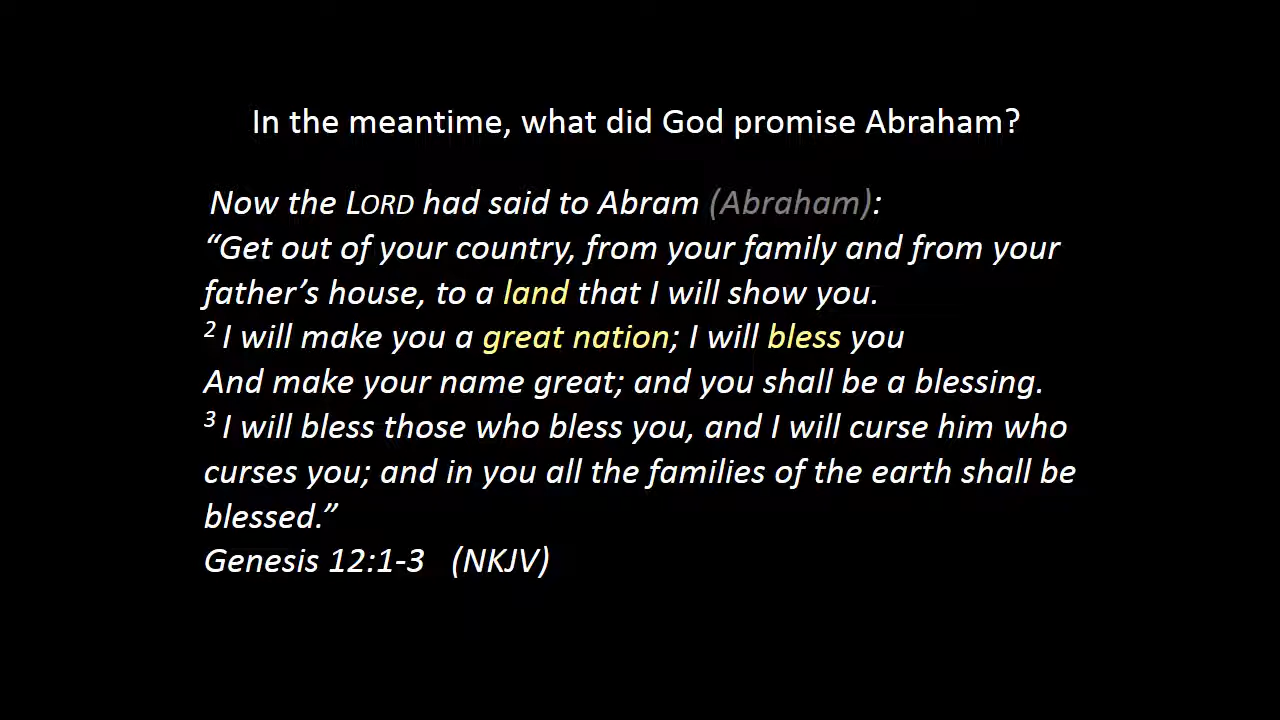 In the meantime, what did God promise Abraham?
Now the LORD had said to Abram (Abraham):
“Get out of your country, from your family and from your
father’s house, to a land that I will show you.
2 I will make you a great nation; I will bless you
And make your name great; and you shall be a blessing.
3 I will bless those who bless you, and I will curse him who
curses you; and in you all the families of the earth shall be
blessed.”
Genesis 12:1-3 (NKJV)